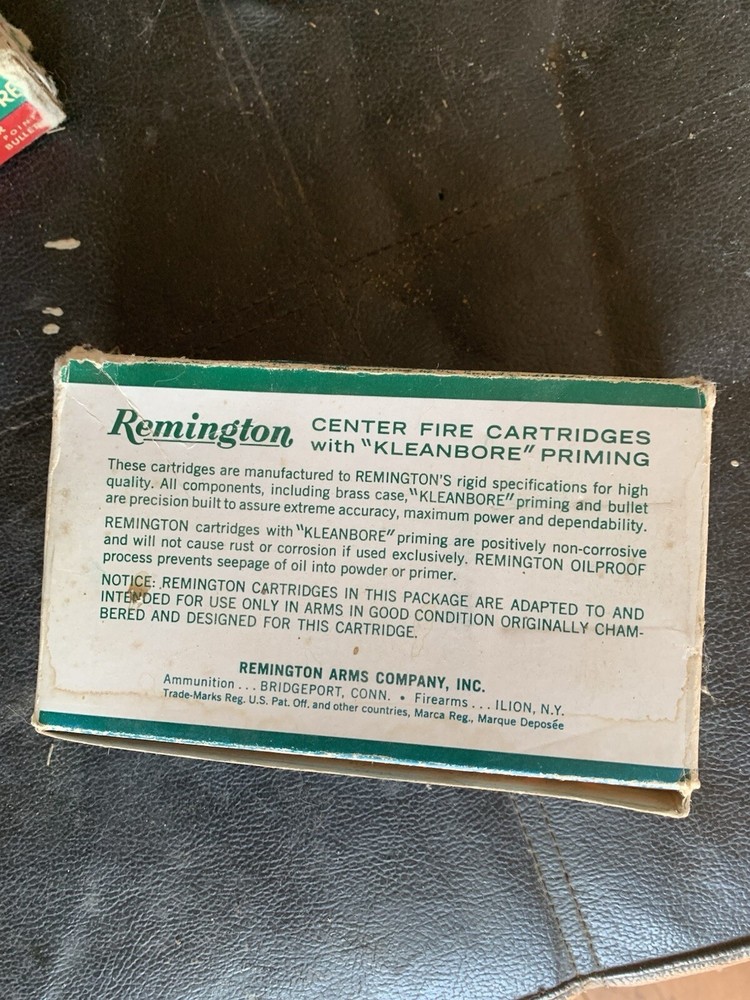 RE
POINT
BULLE
Remington CENTER FIRE CARTRIDGES
with "KLEANBORE" PRIMING
These cartridges are manufactured to REMINGTON'S rigid specifications for high
quality. All components, including brass case, "KLEANBORE" priming and bullet
are precision built to assure extreme accuracy, maximum power and dependability.
REMINGTON cartridges with "KLEANBORE" priming are positively non-corrosive
and will not cause rust or corrosion if used exclusively. REMINGTON OILPROOF
process prevents seepage of oil into powder or primer.
NOTICE: REMINGTON CARTRIDGES IN THIS PACKAGE ARE ADAPTED TO AND
INTENDED FOR USE ONLY IN ARMS IN GOOD CONDITION ORIGINALLY CHAM-
BERED AND DESIGNED FOR THIS CARTRIDGE.
REMINGTON ARMS COMPANY, INC.
Ammunition . . . BRIDGEPORT, CONN. • Firearms . . . ILION, N.Y.
Trade-Marks Reg. U.S. Pat. Off. and other countries, Marca Reg., Marque Deposée